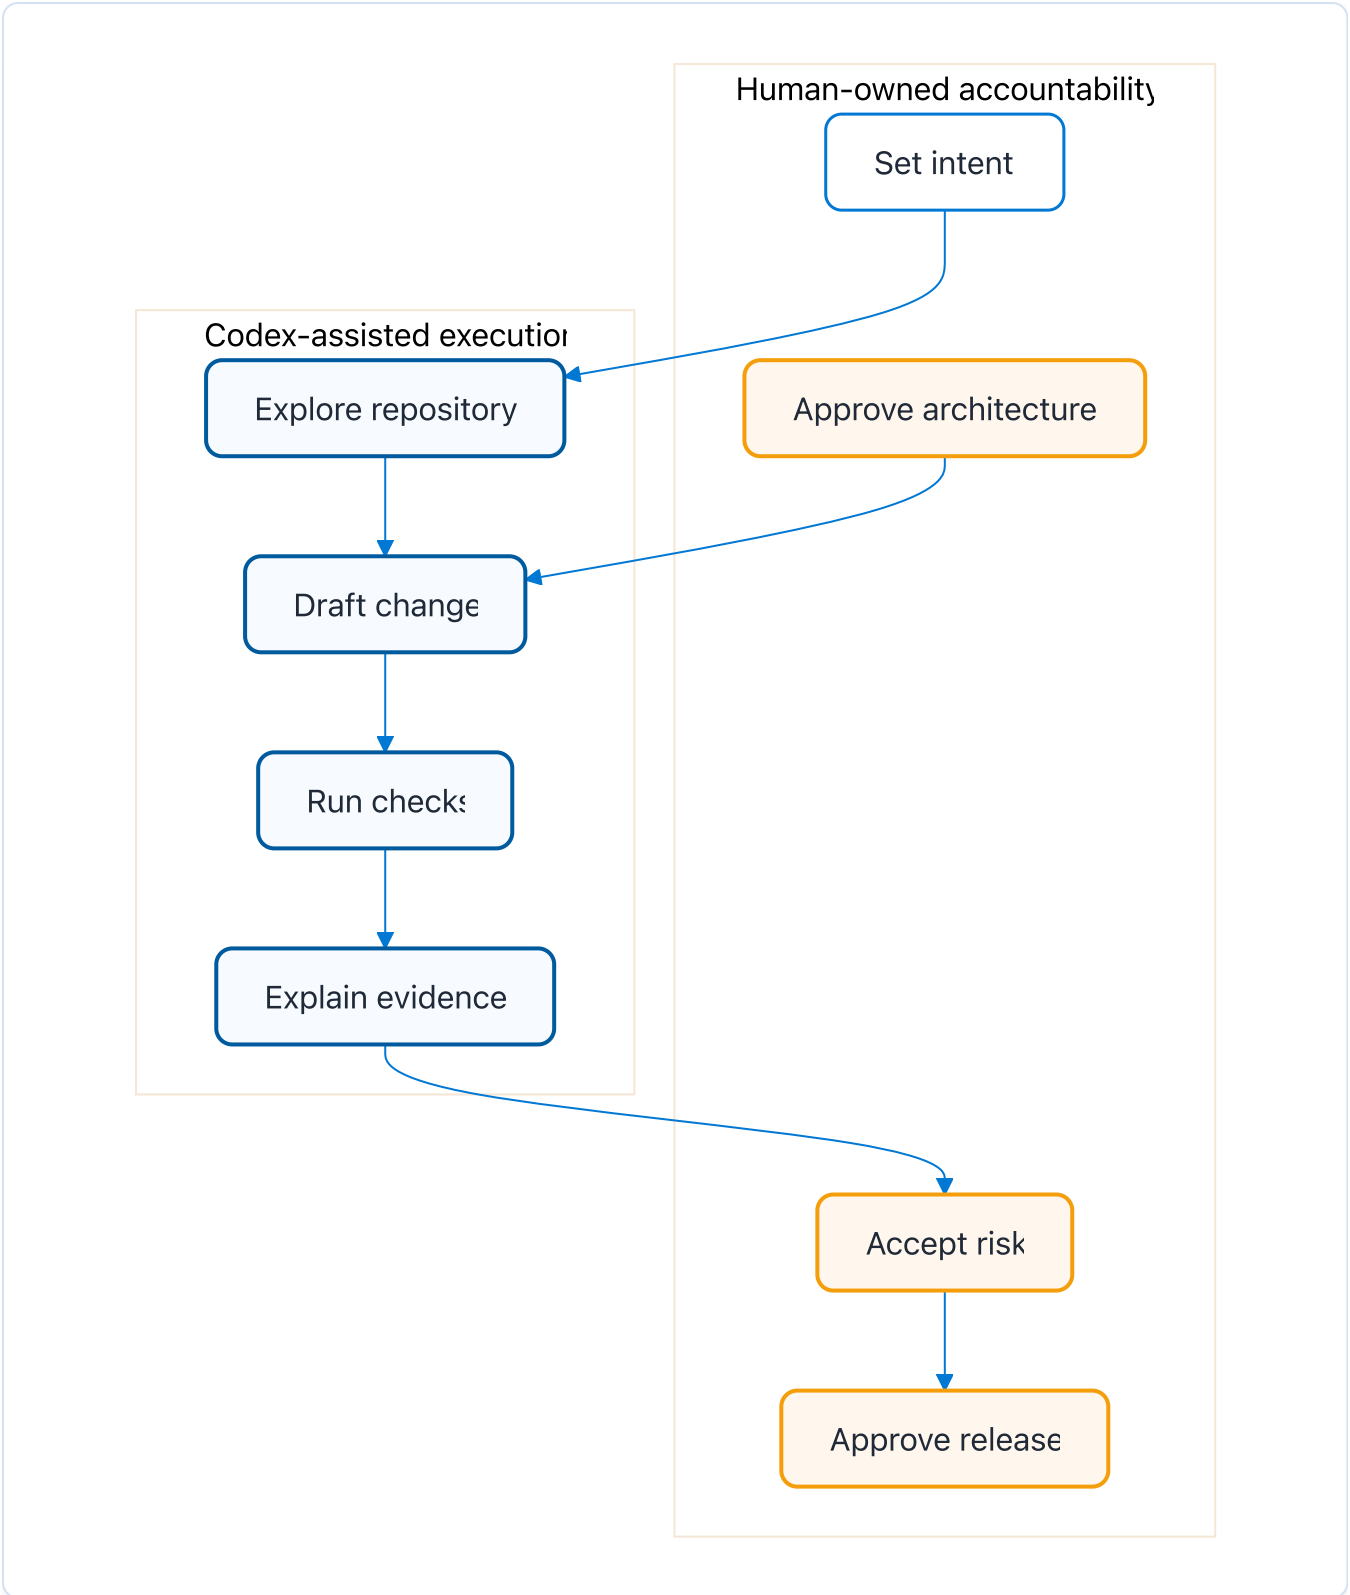 Human-owned accountability
Set intent
Codex-assisted execution
Explore repository
Approve architecture
Draft change
Run checks
Explain evidence
Accept risk
Approve release